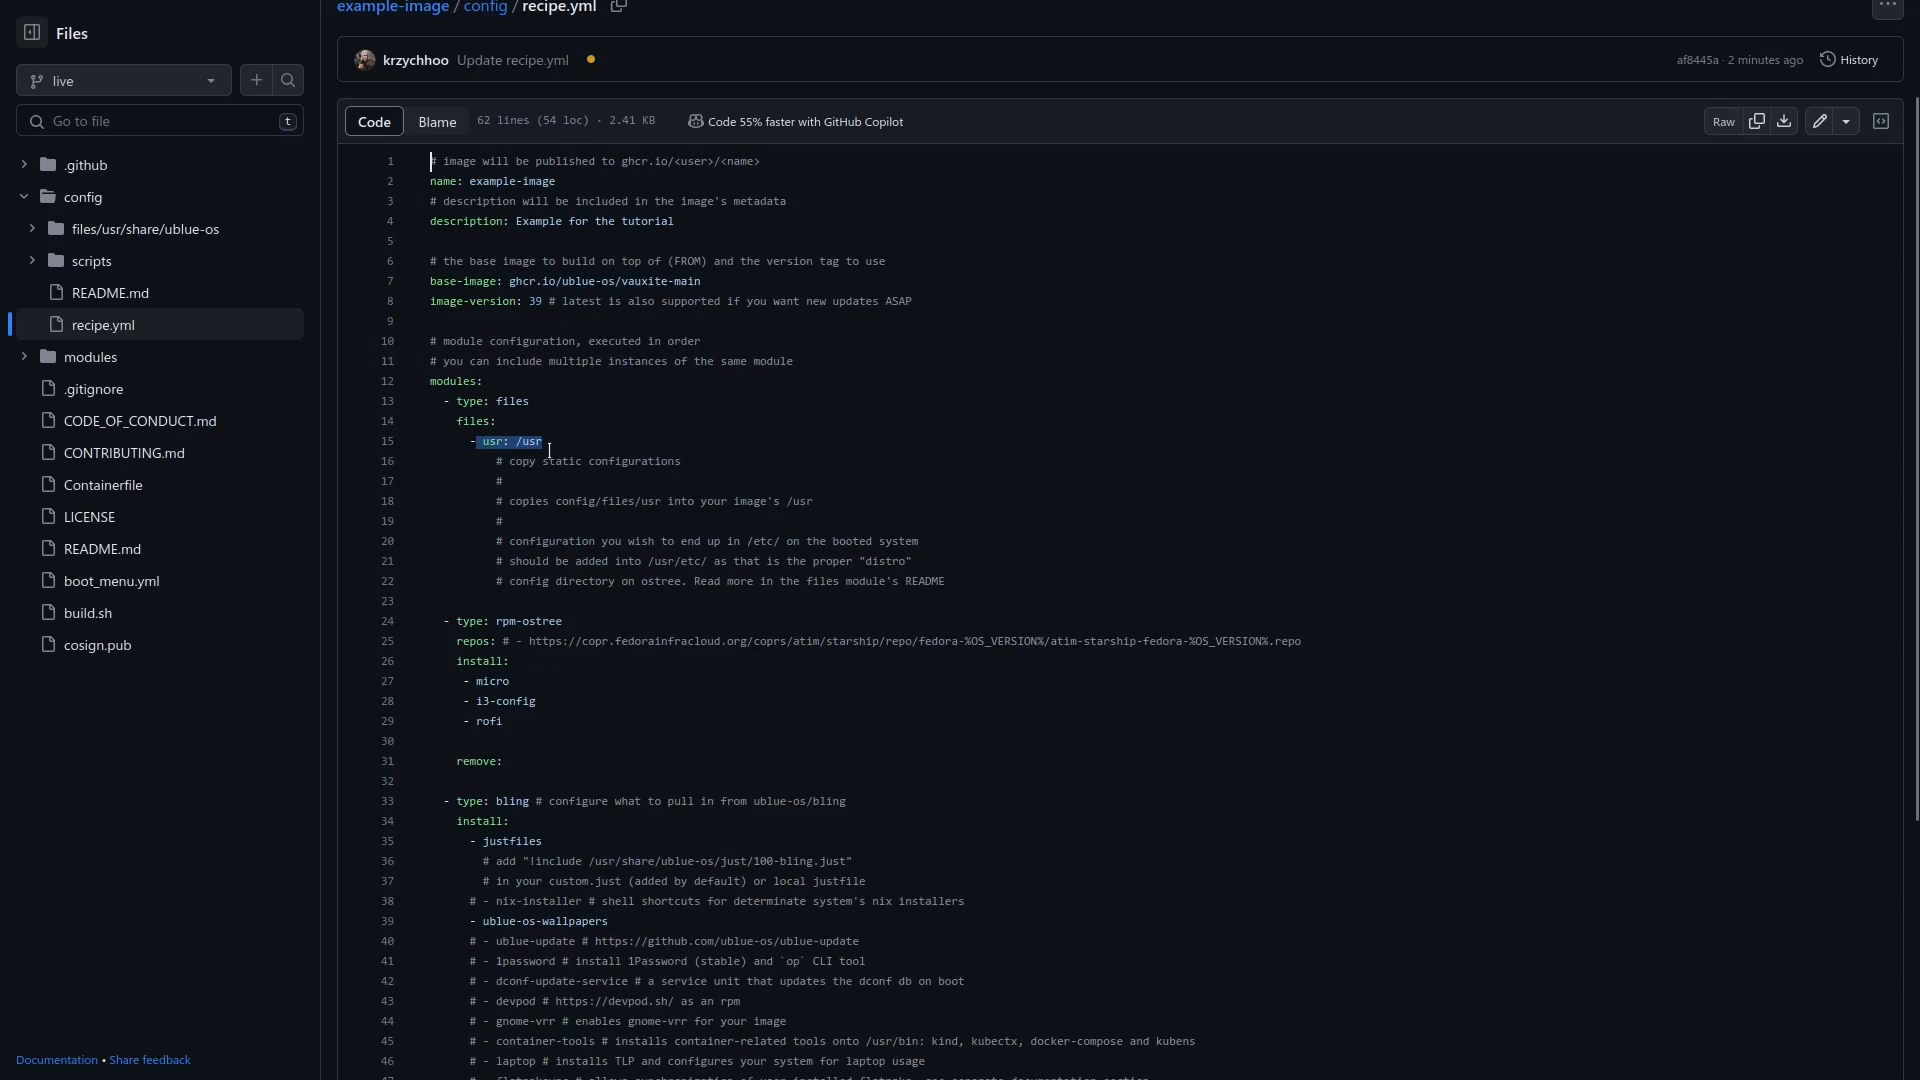 Files
live
Go to file
t
.github
config
files/usr/share/ublue-os
scripts
README.md
recipe.yml
modules
.gitignore
CODE_OF_CONDUCT.md
CONTRIBUTING.md
Containerfile
LICENSE
README.md
boot_menu.yml
build.sh
cosign.pub
Documentation • Share feedback
example-image / config / recipe.yml
krzychhoo Update recipe.yml
af8445a · 2 minutes ago History
Code Blame 62 lines (54 loc) · 2.41 KB Code 55% faster with GitHub Copilot Raw
1 # image will be published to ghcr.io/<user>/<name>
2 name: example-image
3 # description will be included in the image's metadata
4 description: Example for the tutorial
5
6 # the base image to build on top of (FROM) and the version tag to use
7 base-image: ghcr.io/ublue-os/vauxite-main
8 image-version: 39 # latest is also supported if you want new updates ASAP
9
10 # module configuration, executed in order
11 # you can include multiple instances of the same module
12 modules:
13 - type: files
14 files:
15 - usr: /usr
16 # copy static configurations
17 #
18 # copies config/files/usr into your image's /usr
19 #
20 # configuration you wish to end up in /etc/ on the booted system
21 # should be added into /usr/etc/ as that is the proper "distro"
22 # config directory on ostree. Read more in the files module's README
23
24 - type: rpm-ostree
25 repos: # - https://copr.fedorainfracloud.org/coprs/atim/starship/repo/fedora-%OS_VERSION%/atim-starship-fedora-%OS_VERSION%.repo
26 install:
27 - micro
28 - i3-config
29 - rofi
30
31 remove:
32
33 - type: bling # configure what to pull in from ublue-os/bling
34 install:
35 - justfiles
36 # add "!include /usr/share/ublue-os/just/100-bling.just"
37 # in your custom.just (added by default) or local justfile
38 # - nix-installer # shell shortcuts for determinate system's nix installers
39 - ublue-os-wallpapers
40 # - ublue-update # https://github.com/ublue-os/ublue-update
41 # - 1password # install 1Password (stable) and `op` CLI tool
42 # - dconf-update-service # a service unit that updates the dconf db on boot
43 # - devpod # https://devpod.sh/ as an rpm
44 # - gnome-vrr # enables gnome-vrr for your image
45 # - container-tools # installs container-related tools onto /usr/bin: kind, kubectx, docker-compose and kubens
46 # - laptop # installs TLP and configures your system for laptop usage